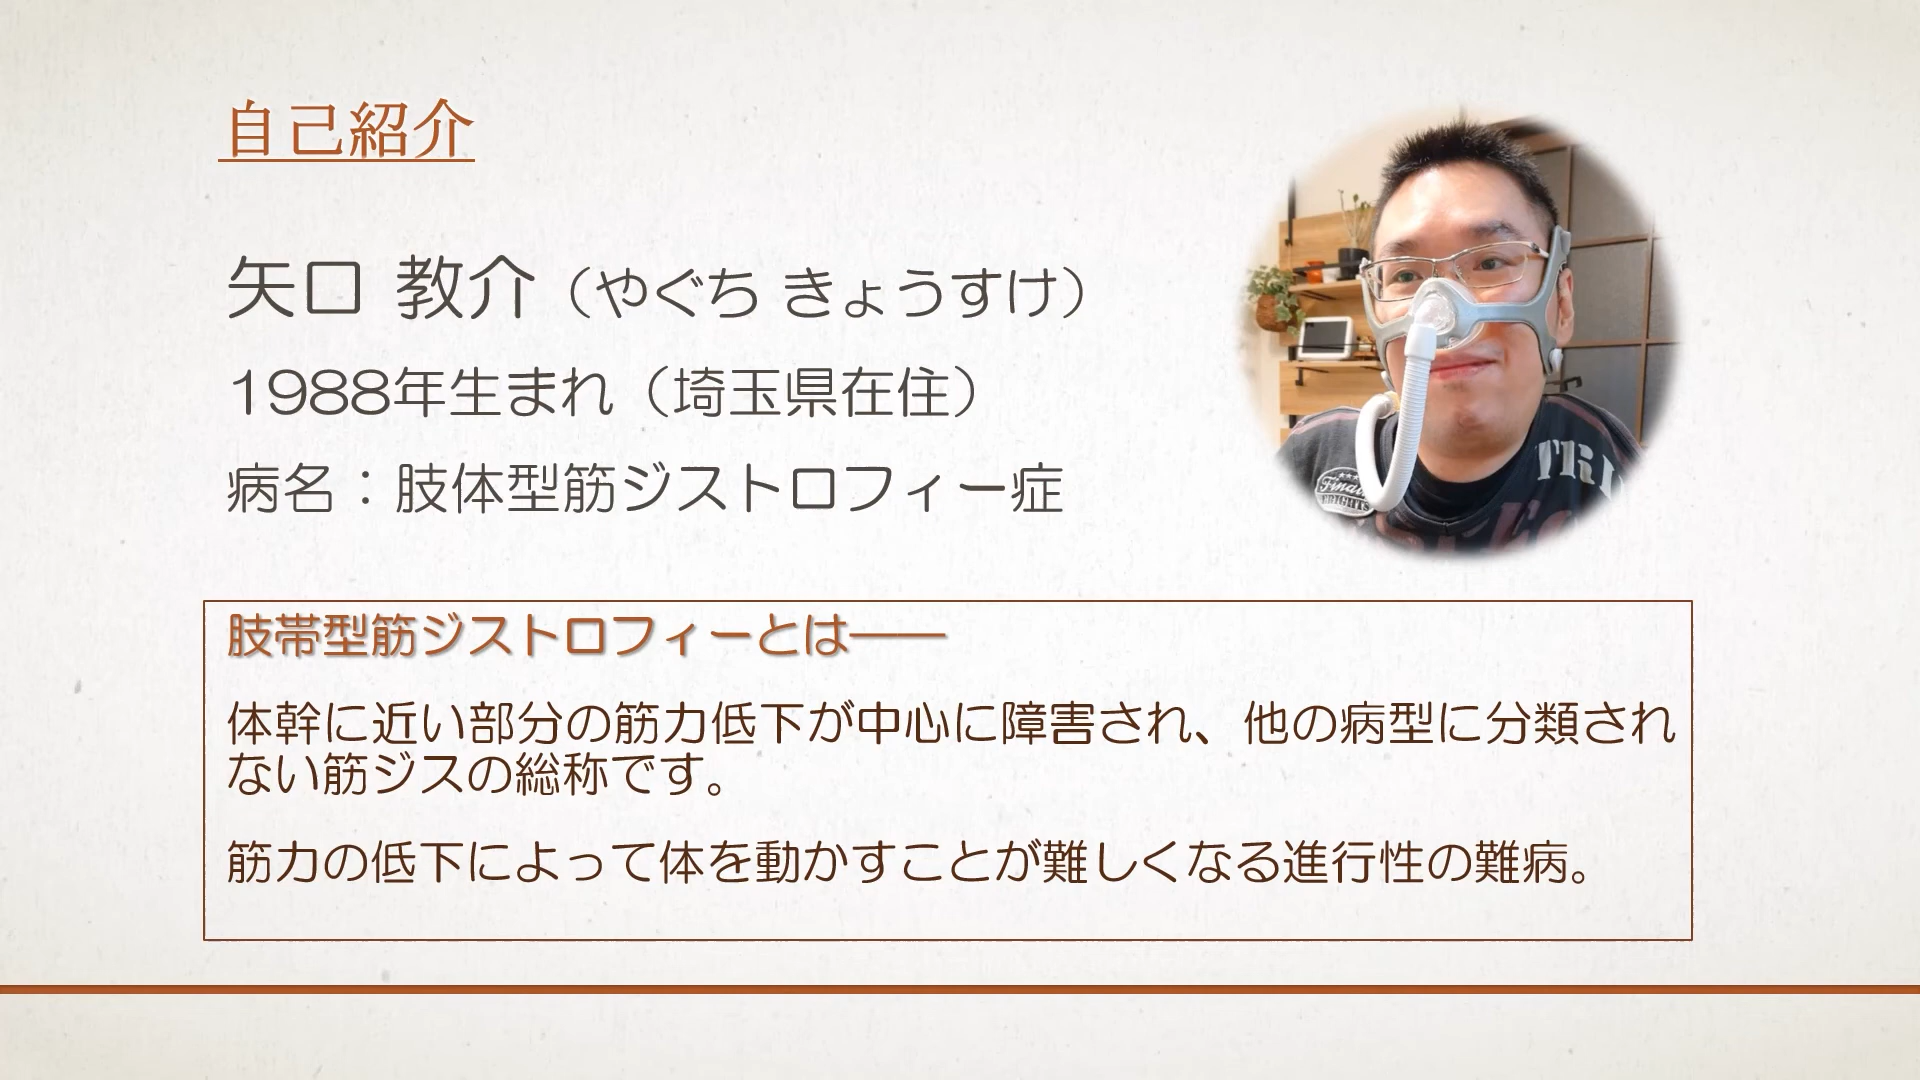 自己紹介
矢口 教介（やぐち きょうすけ）
1988年生まれ（埼玉県在住）
病名：肢体型筋ジストロフィー症
肢帯型筋ジストロフィーとは――
体幹に近い部分の筋力低下が中心に障害され、他の病型に分類され
ない筋ジスの総称です。
筋力の低下によって体を動かすことが難しくなる進行性の難病。